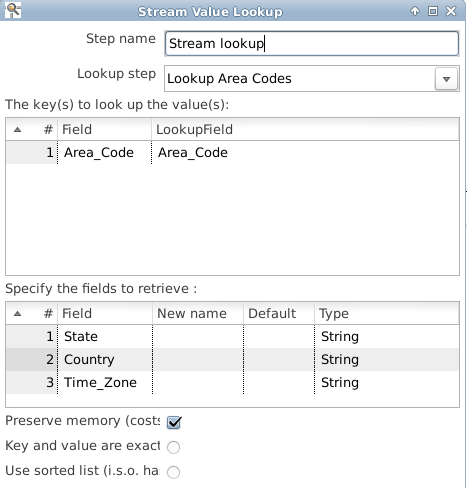 Stream Value Lookup
Step name Stream lookup
Lookup step Lookup Area Codes
The key(s) to look up the value(s):
# Field LookupField
1 Area_Code Area_Code
Specify the fields to retrieve :
# Field New name Default Type
1 State String
2 Country String
3 Time_Zone String
Preserve memory (costs
Key and value are exact
Use sorted list (i.s.o. ha